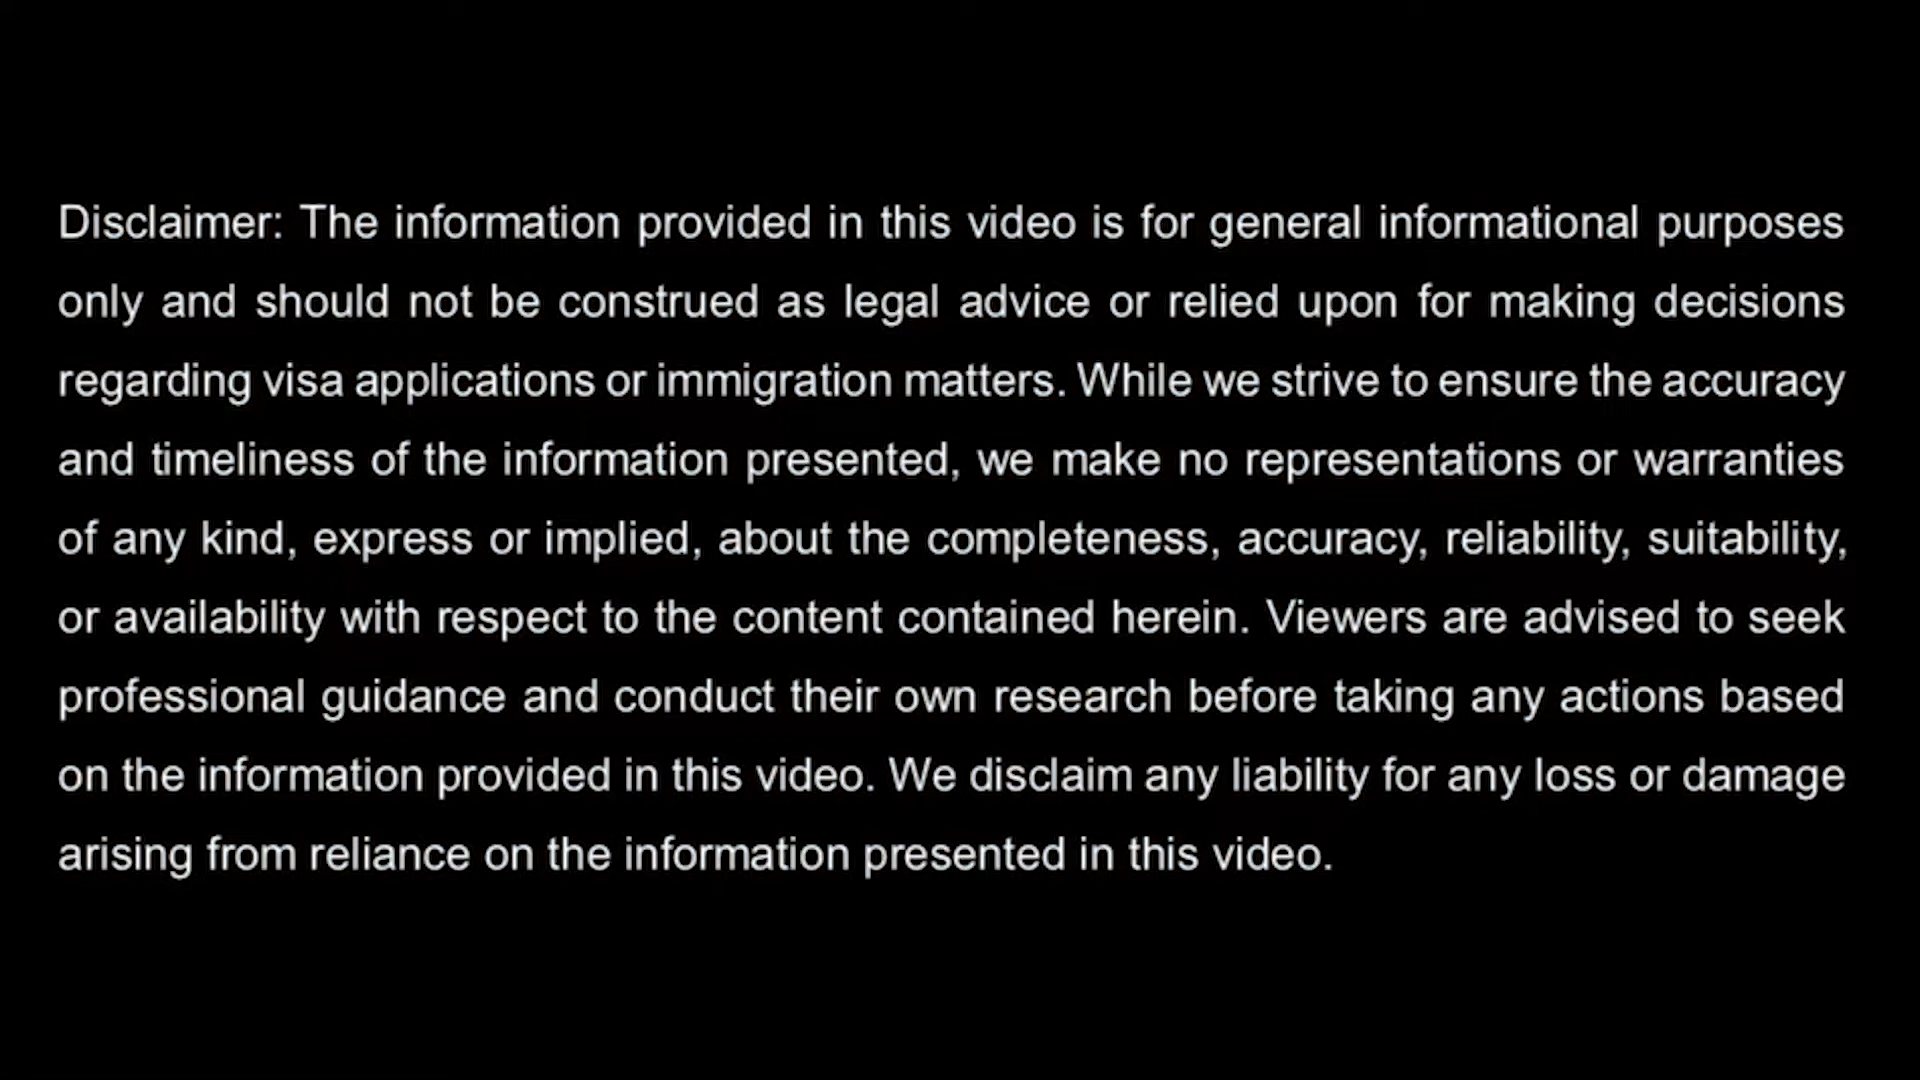 Disclaimer: The information provided in this video is for general informational purposes
only and should not be construed as legal advice or relied upon for making decisions
regarding visa applications or immigration matters. While we strive to ensure the accuracy
and timeliness of the information presented, we make no representations or warranties
of any kind, express or implied, about the completeness, accuracy, reliability, suitability,
or availability with respect to the content contained herein. Viewers are advised to seek
professional guidance and conduct their own research before taking any actions based
on the information provided in this video. We disclaim any liability for any loss or damage
arising from reliance on the information presented in this video.